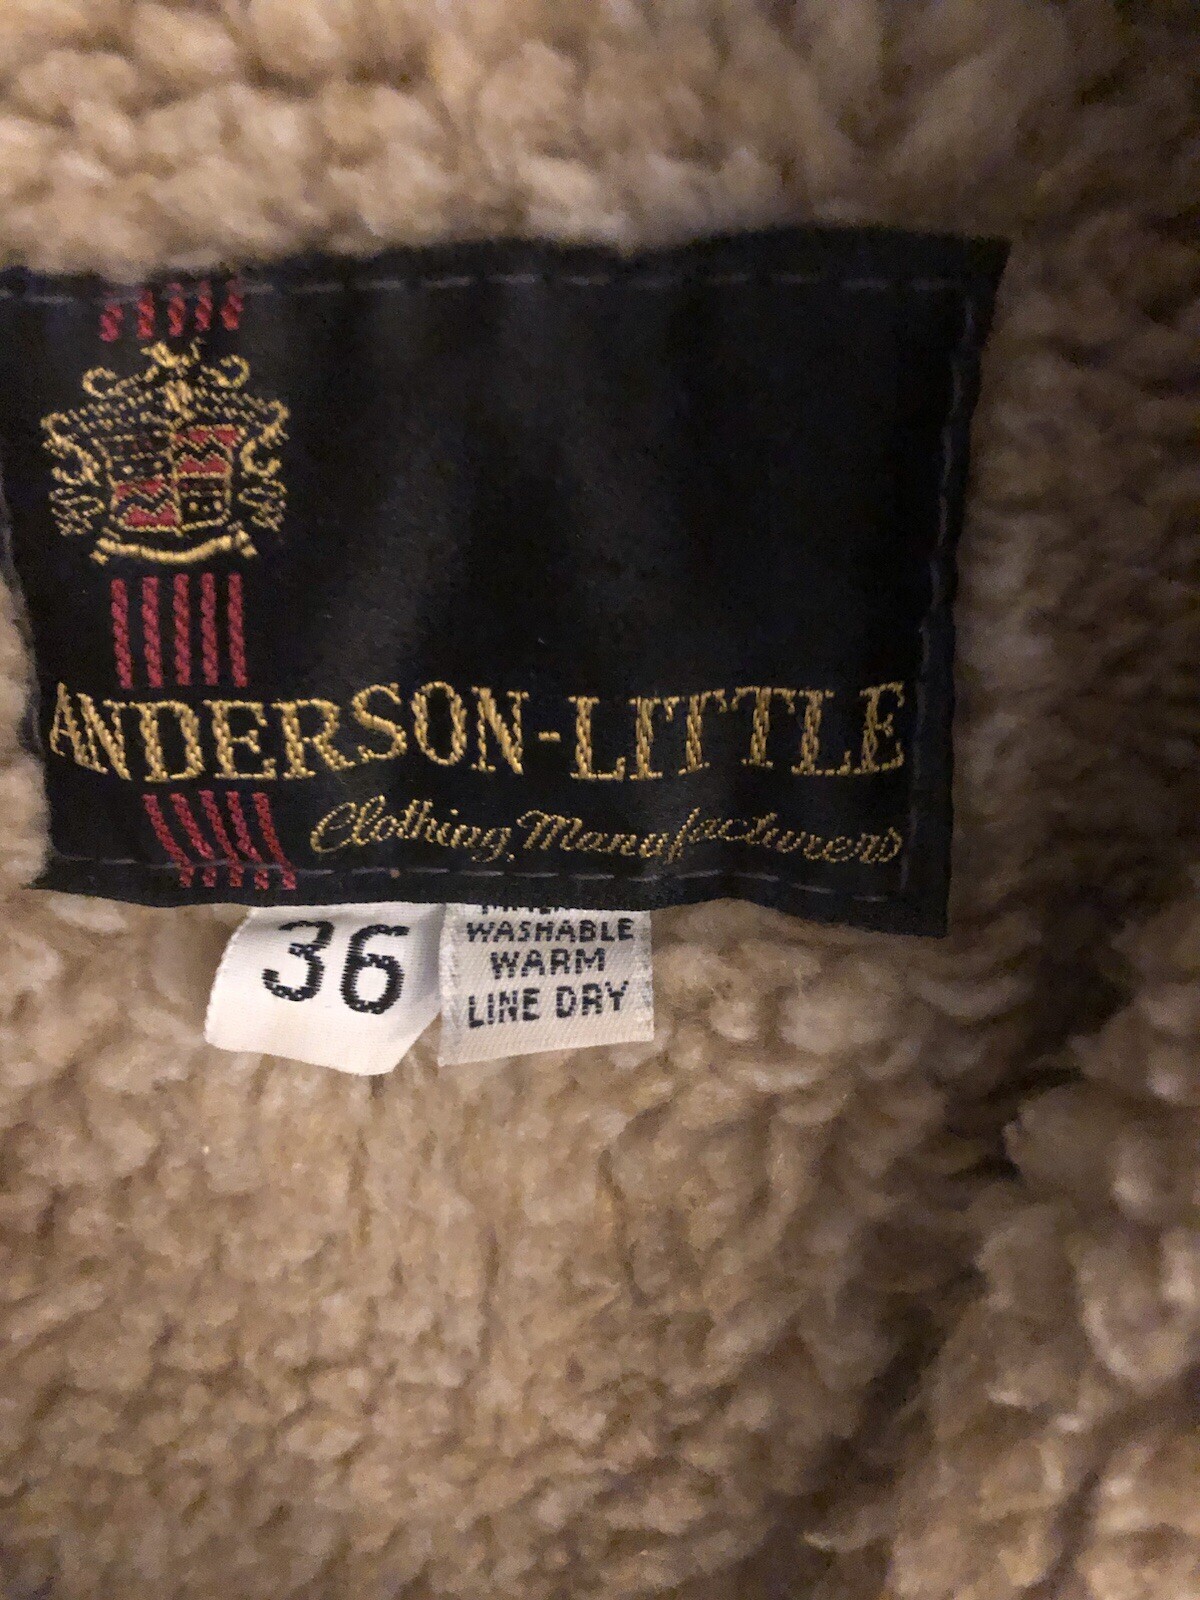 ANDERSON-LITTLE
Clothing Manufacturers
36
WASHABLE
WARM
LINE DRY